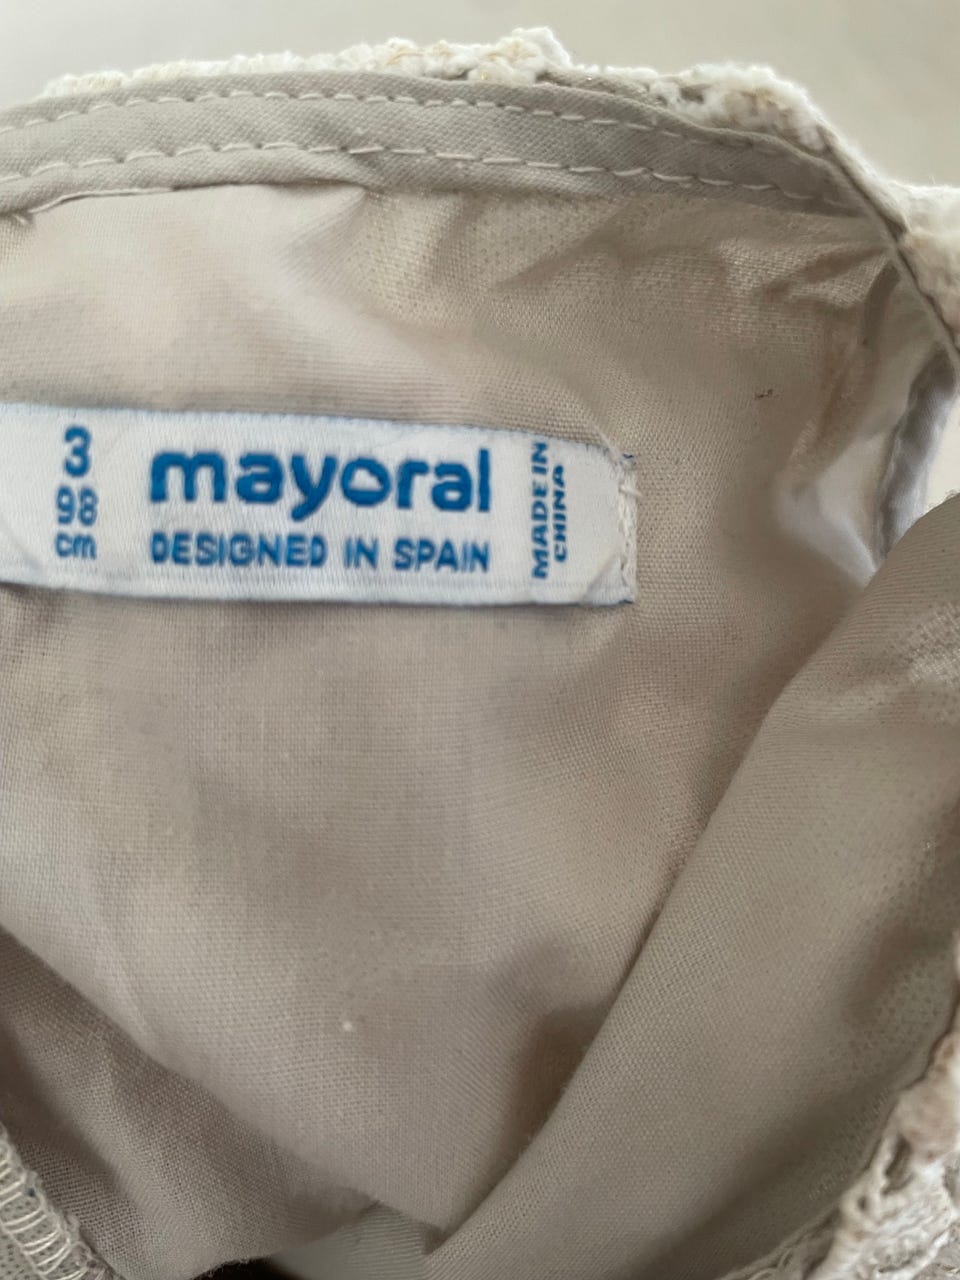 3
98
cm
mayoral
DESIGNED IN SPAIN
MADE IN
CHINA